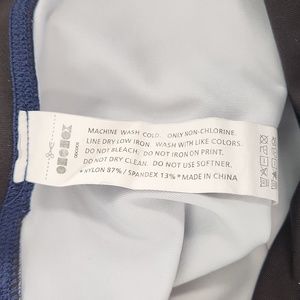 MACHINE WASH COLD. ONLY NON-CHLORINE.
LINE DRY LOW IRON. WASH WITH LIKE COLORS.
DO NOT BLEACH. DO NOT IRON ON PRINT.
DO NOT DRY CLEAN. DO NOT USE SOFTNER.
*NYLON 87% / SPANDEX 13% *MADE IN CHINA